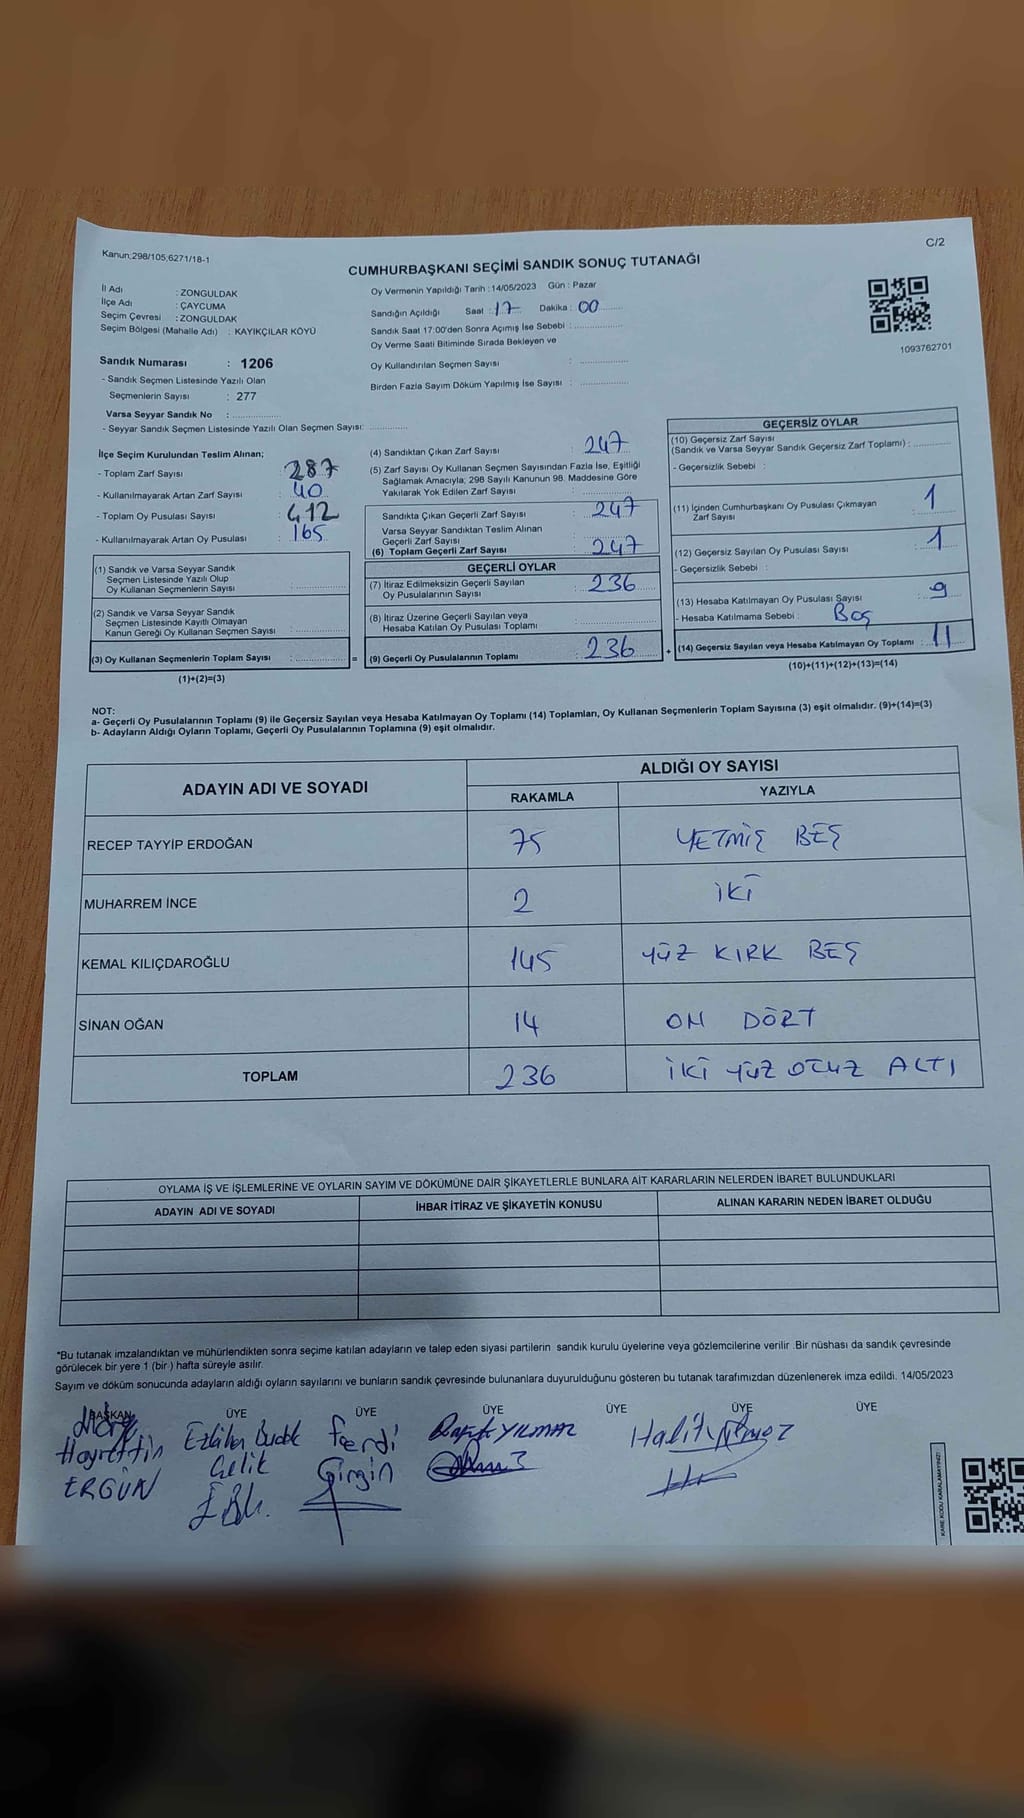 Kanun;298/105,6271/18-1
C/2
CUMHURBAŞKANI SEÇİMİ SANDIK SONUÇ TUTANAĞI
İl Adı : ZONGULDAK
İlçe Adı : ÇAYCUMA
Seçim Çevresi : ZONGULDAK
Seçim Bölgesi (Mahalle Adı) : KAYIKÇILAR KÖYÜ
Oy Vermenin Yapıldığı Tarih : 14/05/2023 Gün : Pazar
Sandığın Açıldığı Saat : 17 Dakika : 00
Sandık Saat 17:00'den Sonra Açımış İse Sebebi :
Oy Verme Saati Bitiminde Sırada Bekleyen ve
Oy Kullandırılan Seçmen Sayısı :
Birden Fazla Sayım Döküm Yapılmış İse Sayısı :
1093762701
Sandık Numarası : 1206
- Sandık Seçmen Listesinde Yazılı Olan
Seçmenlerin Sayısı : 277
Varsa Seyyar Sandık No :
- Seyyar Sandık Seçmen Listesinde Yazılı Olan Seçmen Sayısı:
İlçe Seçim Kurulundan Teslim Alınan;
- Toplam Zarf Sayısı : 287
- Kullanılmayarak Artan Zarf Sayısı : 40
- Toplam Oy Pusulası Sayısı : 412
- Kullanılmayarak Artan Oy Pusulası : 165
(1) Sandık ve Varsa Seyyar Sandık
Seçmen Listesinde Yazılı Olup
Oy Kullanan Seçmenlerin Sayısı :
(2) Sandık ve Varsa Seyyar Sandık
Seçmen Listesinde Kayıtlı Olmayan
Kanun Gereği Oy Kullanan Seçmen Sayısı :
(3) Oy Kullanan Seçmenlerin Toplam Sayısı : =
(1)+(2)=(3)
(4) Sandıktan Çıkan Zarf Sayısı : 247
(5) Zarf Sayısı Oy Kullanan Seçmen Sayısından Fazla İse, Eşitliği
Sağlamak Amacıyla; 298 Sayılı Kanunun 98. Maddesine Göre
Yakılarak Yok Edilen Zarf Sayısı :
Sandıkta Çıkan Geçerli Zarf Sayısı : 247
Varsa Seyyar Sandıktan Teslim Alınan
Geçerli Zarf Sayısı :
(6) Toplam Geçerli Zarf Sayısı : 247
GEÇERLİ OYLAR
(7) İtiraz Edilmeksizin Geçerli Sayılan
Oy Pusulalarının Sayısı : 236
(8) İtiraz Üzerine Geçerli Sayılan veya
Hesaba Katılan Oy Pusulası Toplamı :
(9) Geçerli Oy Pusulalarının Toplamı : 236 +
GEÇERSİZ OYLAR
(10) Geçersiz Zarf Sayısı
(Sandık ve Varsa Seyyar Sandık Geçersiz Zarf Toplamı) :
- Geçersizlik Sebebi :
(11) İçinden Cumhurbaşkanı Oy Pusulası Çıkmayan
Zarf Sayısı : 1
(12) Geçersiz Sayılan Oy Pusulası Sayısı : 1
- Geçersizlik Sebebi :
(13) Hesaba Katılmayan Oy Pusulası Sayısı : 9
- Hesaba Katılmama Sebebi : Boş
(14) Geçersiz Sayılan veya Hesaba Katılmayan Oy Toplamı : 11
(10)+(11)+(12)+(13)=(14)
NOT:
a- Geçerli Oy Pusulalarının Toplamı (9) ile Geçersiz Sayılan veya Hesaba Katılmayan Oy Toplamı (14) Toplamları, Oy Kullanan Seçmenlerin Toplam Sayısına (3) eşit olmalıdır. (9)+(14)=(3)
b- Adayların Aldığı Oyların Toplamı, Geçerli Oy Pusulalarının Toplamına (9) eşit olmalıdır.
ADAYIN ADI VE SOYADI
ALDIĞI OY SAYISI
RAKAMLA YAZIYLA
RECEP TAYYİP ERDOĞAN 75 YETMİŞ BEŞ
MUHARREM İNCE 2 İKİ
KEMAL KILIÇDAROĞLU 145 YÜZ KIRK BEŞ
SİNAN OĞAN 14 ON DÖRT
TOPLAM 236 İKİ YÜZ OTUZ ALTI
OYLAMA İŞ VE İŞLEMLERİNE VE OYLARIN SAYIM VE DÖKÜMÜNE DAİR ŞİKAYETLERLE BUNLARA AİT KARARLARIN NELERDEN İBARET BULUNDUKLARI
ADAYIN ADI VE SOYADI İHBAR İTİRAZ VE ŞİKAYETİN KONUSU ALINAN KARARIN NEDEN İBARET OLDUĞU
*Bu tutanak imzalandıktan ve mühürlendikten sonra seçime katılan adayların ve talep eden siyasi partilerin sandık kurulu üyelerine veya gözlemcilerine verilir .Bir nüshası da sandık çevresinde
görülecek bir yere 1 (bir ) hafta süreyle asılır.
Sayım ve döküm sonucunda adayların aldığı oyların sayılarını ve bunların sandık çevresinde bulunanlara duyurulduğunu gösteren bu tutanak tarafımızdan düzenlenerek imza edildi. 14/05/2023
BAŞKAN ÜYE ÜYE ÜYE ÜYE ÜYE ÜYE
Hayrettin Ferdi YILMAZ Halit
ERGÜN Çelik Girgin
KARE KODU KARALAMAYINIZ!